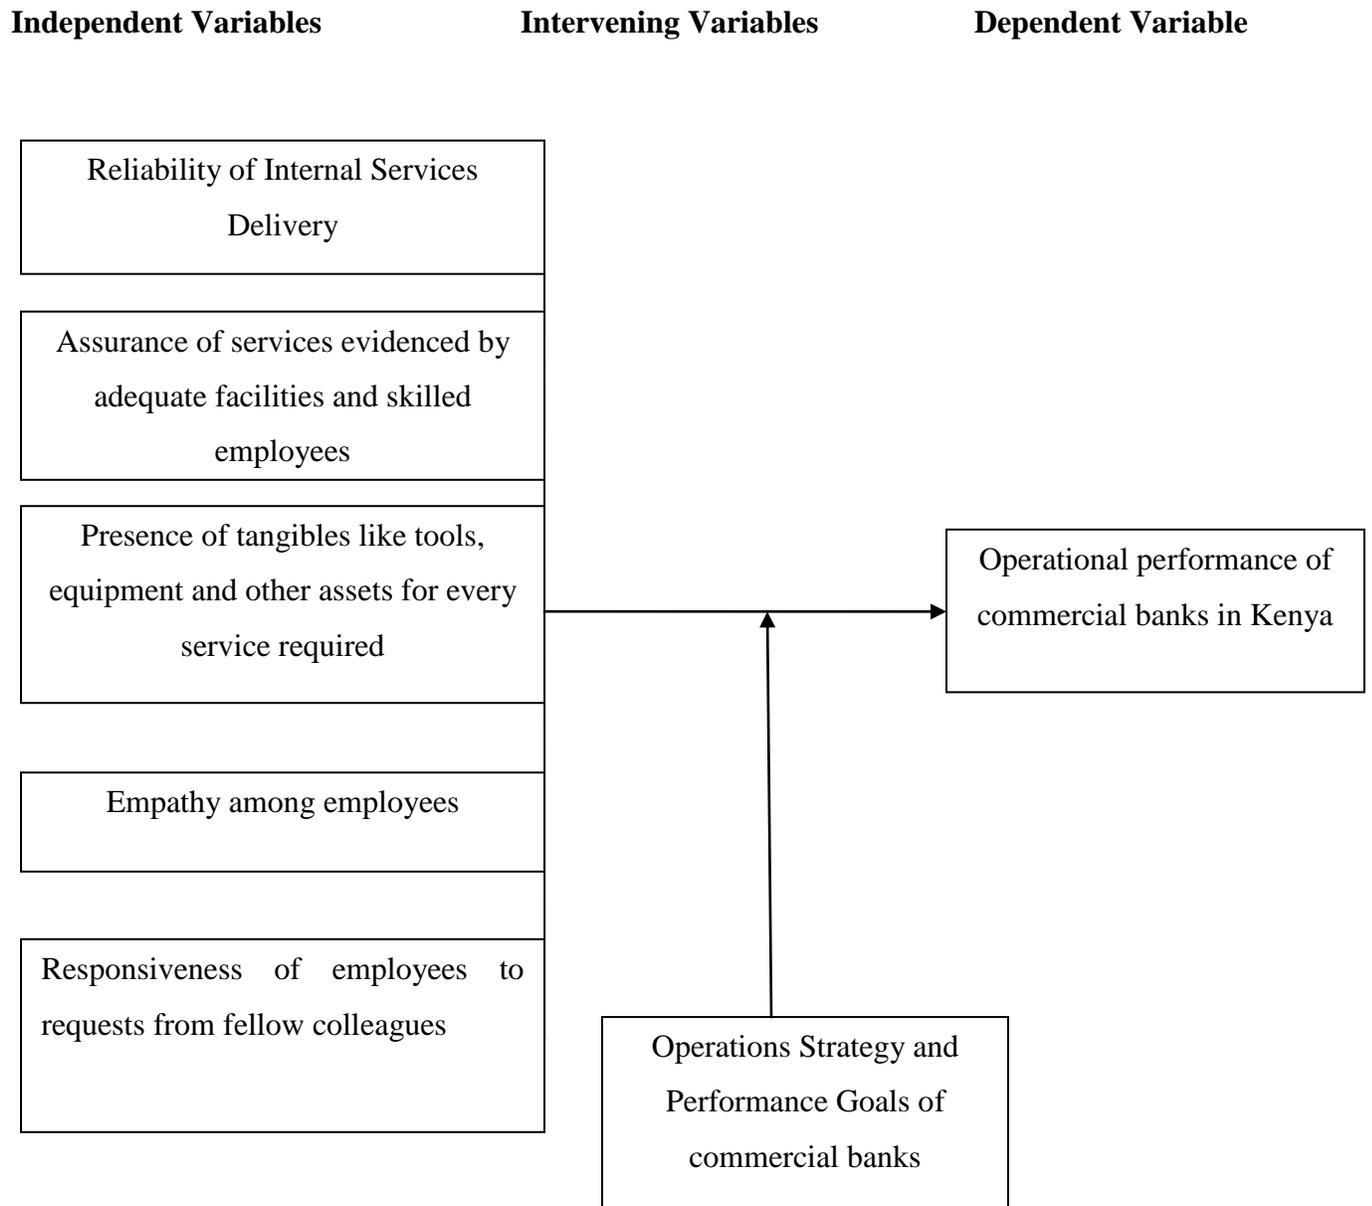 Independent Variables
Intervening Variables
Dependent Variable
Reliability of Internal Services
Delivery
Assurance of services evidenced by
adequate facilities and skilled
employees
Presence of tangibles like tools,
equipment and other assets for every
service required
Empathy among employees
Responsiveness of employees to
requests from fellow colleagues
Operations Strategy and
Performance Goals of
commercial banks
Operational performance of
commercial banks in Kenya